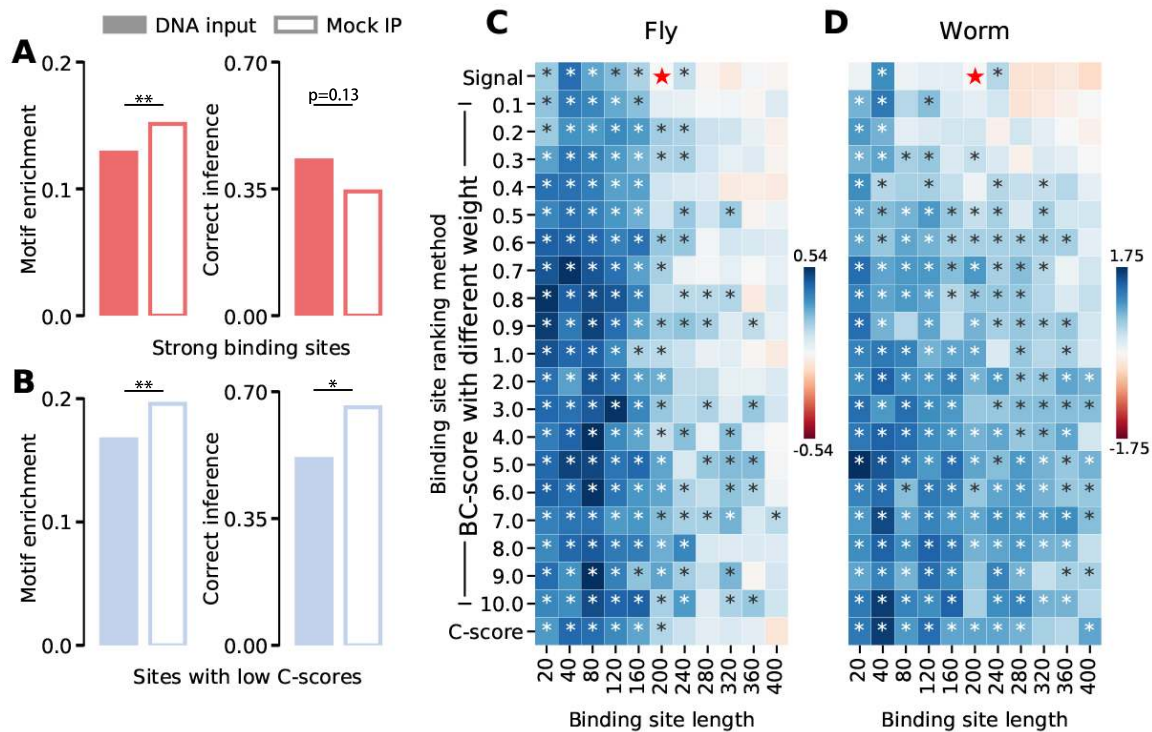 DNA input Mock IP
A
0.2
0.1
0.0
Motif enrichment
**
0.70
0.35
0.00
Correct inference
p=0.13
Strong binding sites
B
0.2
0.1
0.0
Motif enrichment
**
0.70
0.35
0.00
Correct inference
*
Sites with low C-scores
C
Fly
Binding site ranking method
BC-score with different weight
Signal
0.1
0.2
0.3
0.4
0.5
0.6
0.7
0.8
0.9
1.0
2.0
3.0
4.0
5.0
6.0
7.0
8.0
9.0
10.0
C-score
20 40 80 120 160 200 240 280 320 360 400
Binding site length
0.54
-0.54
D
Worm
20 40 80 120 160 200 240 280 320 360 400
Binding site length
1.75
-1.75